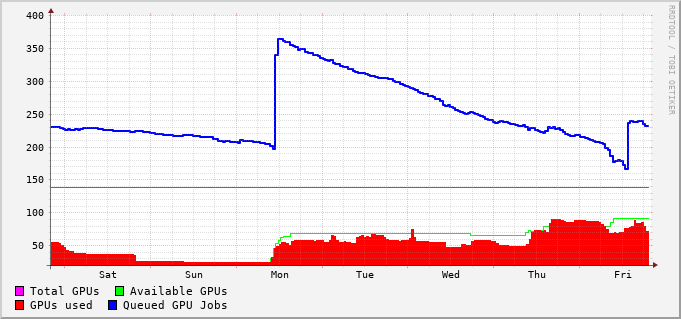 400
350
300
250
200
150
100
50
Sat Sun Mon Tue Wed Thu Fri
Total GPUs Available GPUs
GPUs used Queued GPU Jobs
RRDTOOL / TOBI OETIKER